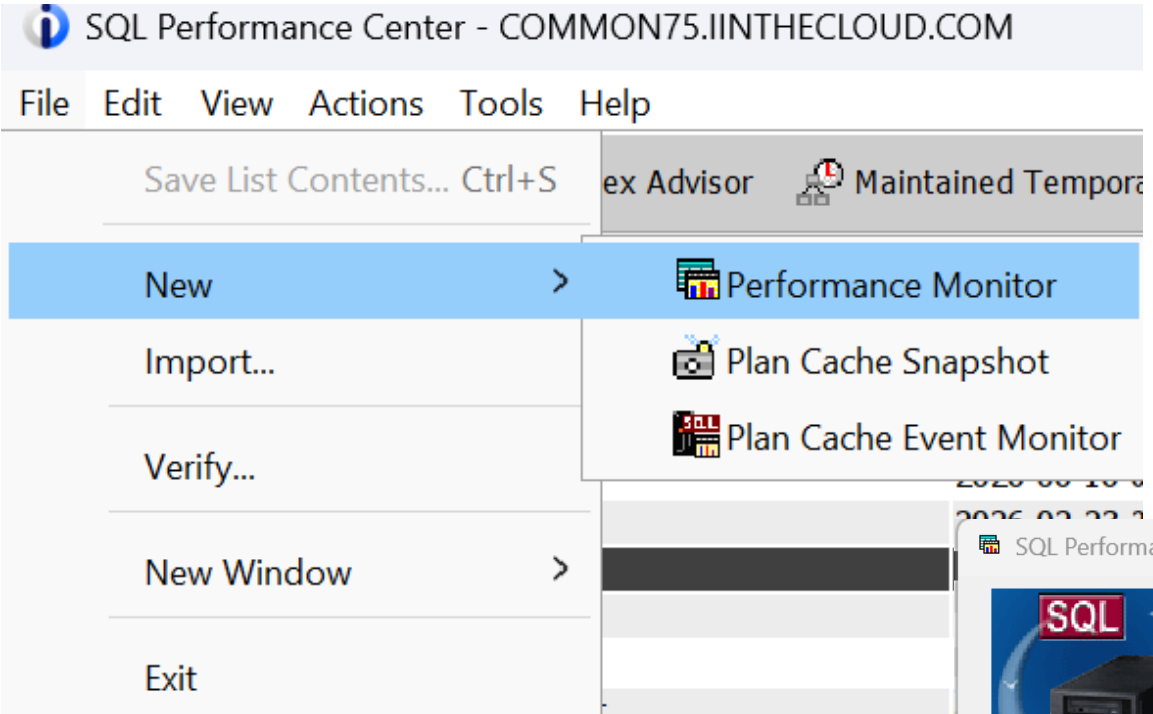 SQL Performance Center - COMMON75.IINTHECLOUD.COM
File Edit View Actions Tools Help
Save List Contents... Ctrl+S
ex Advisor
Maintained Tempora
New
Performance Monitor
Import...
Plan Cache Snapshot
Plan Cache Event Monitor
Verify...
SQL Performa
New Window
SQL
Exit